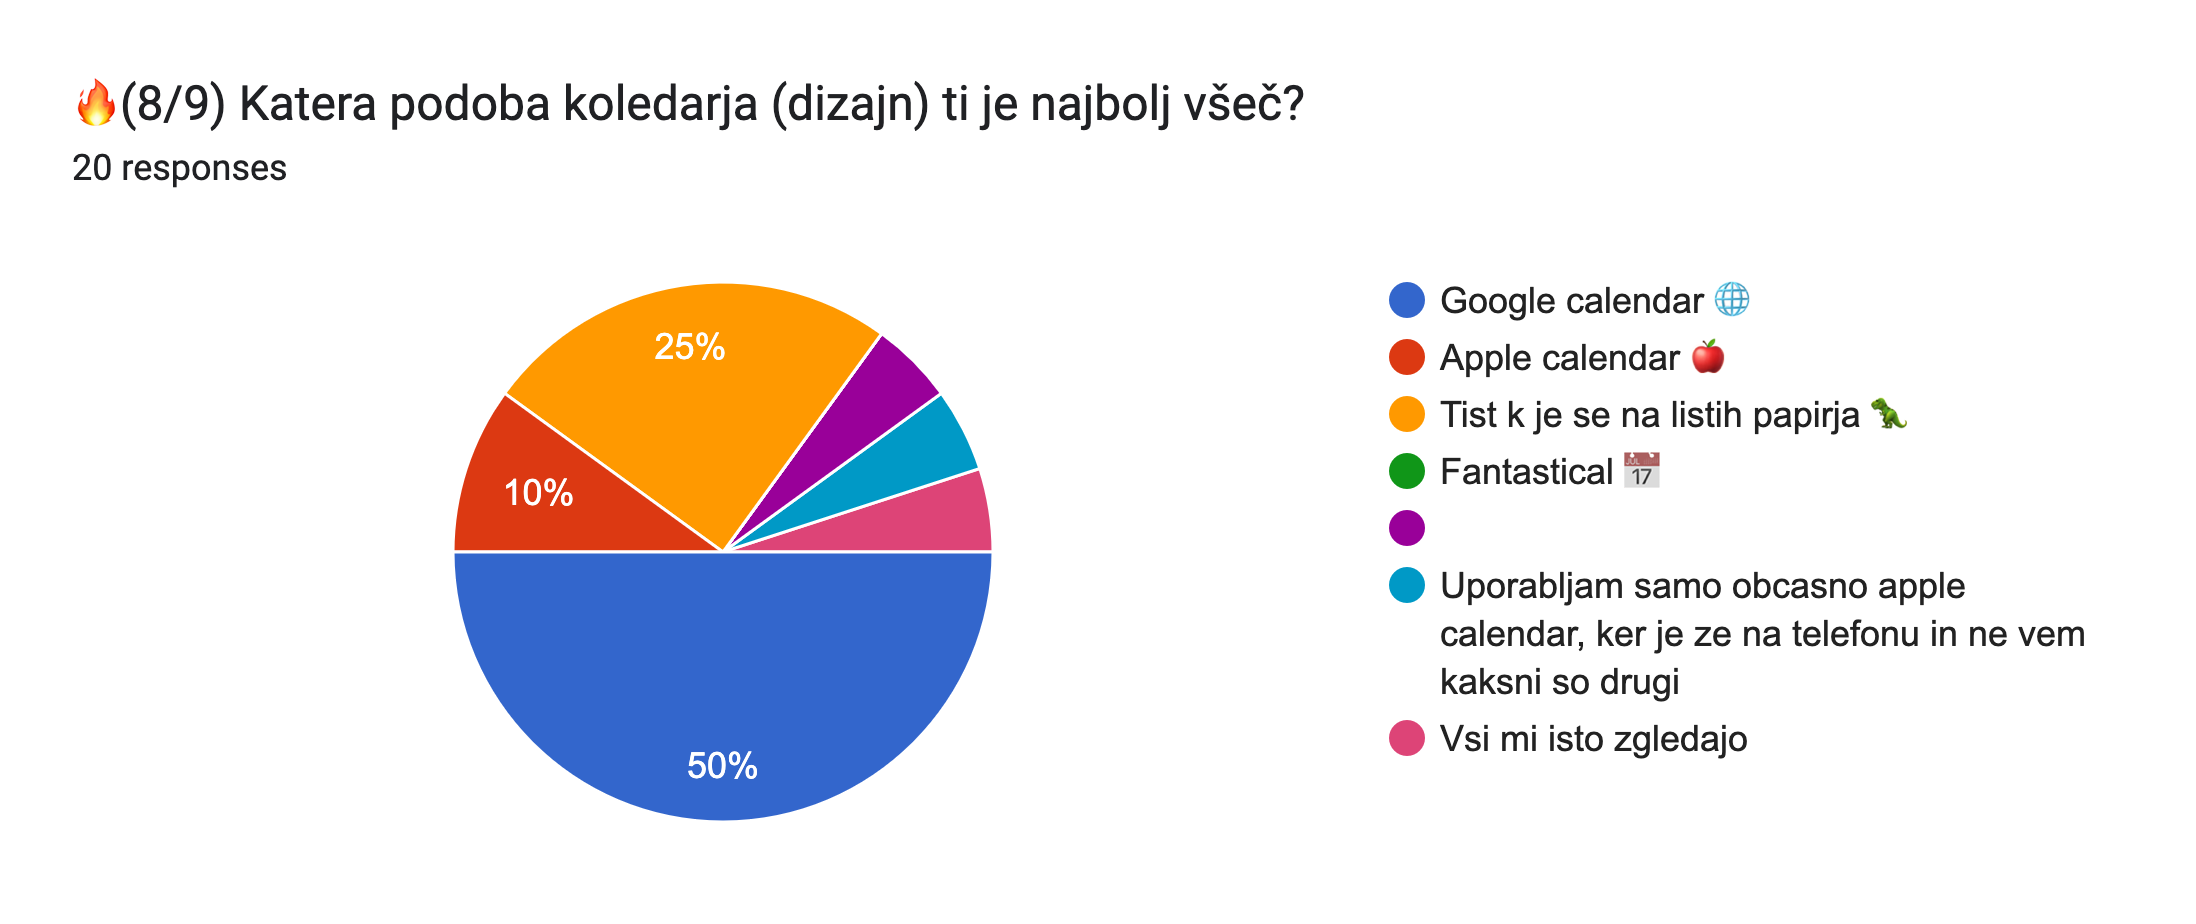 🔥(8/9) Katera podoba koledarja (dizajn) ti je najbolj všeč?
20 responses
25%
10%
50%
Google calendar 🌐
Apple calendar 🍎
Tist k je se na listih papirja 🦖
Fantastical 📅
Uporabljam samo obcasno apple
calendar, ker je ze na telefonu in ne vem
kaksni so drugi
Vsi mi isto zgledajo